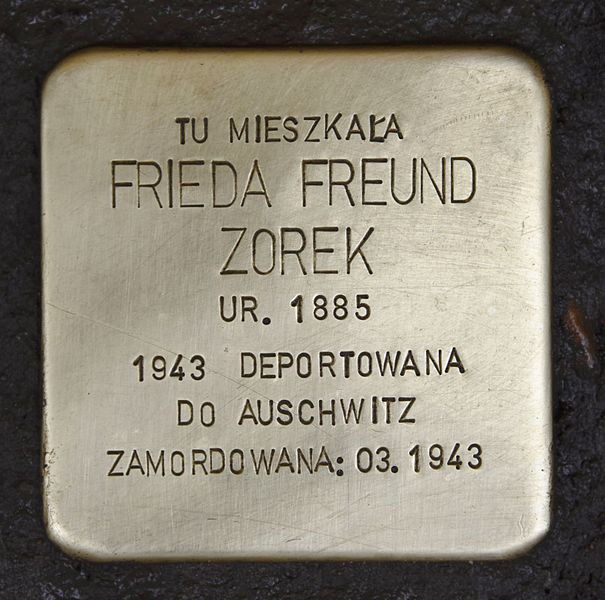 TU MIESZKAŁA
FRIEDA FREUND
ZOREK
UR. 1885
1943 DEPORTOWANA
DO AUSCHWITZ
ZAMORDOWANA: 03. 1943